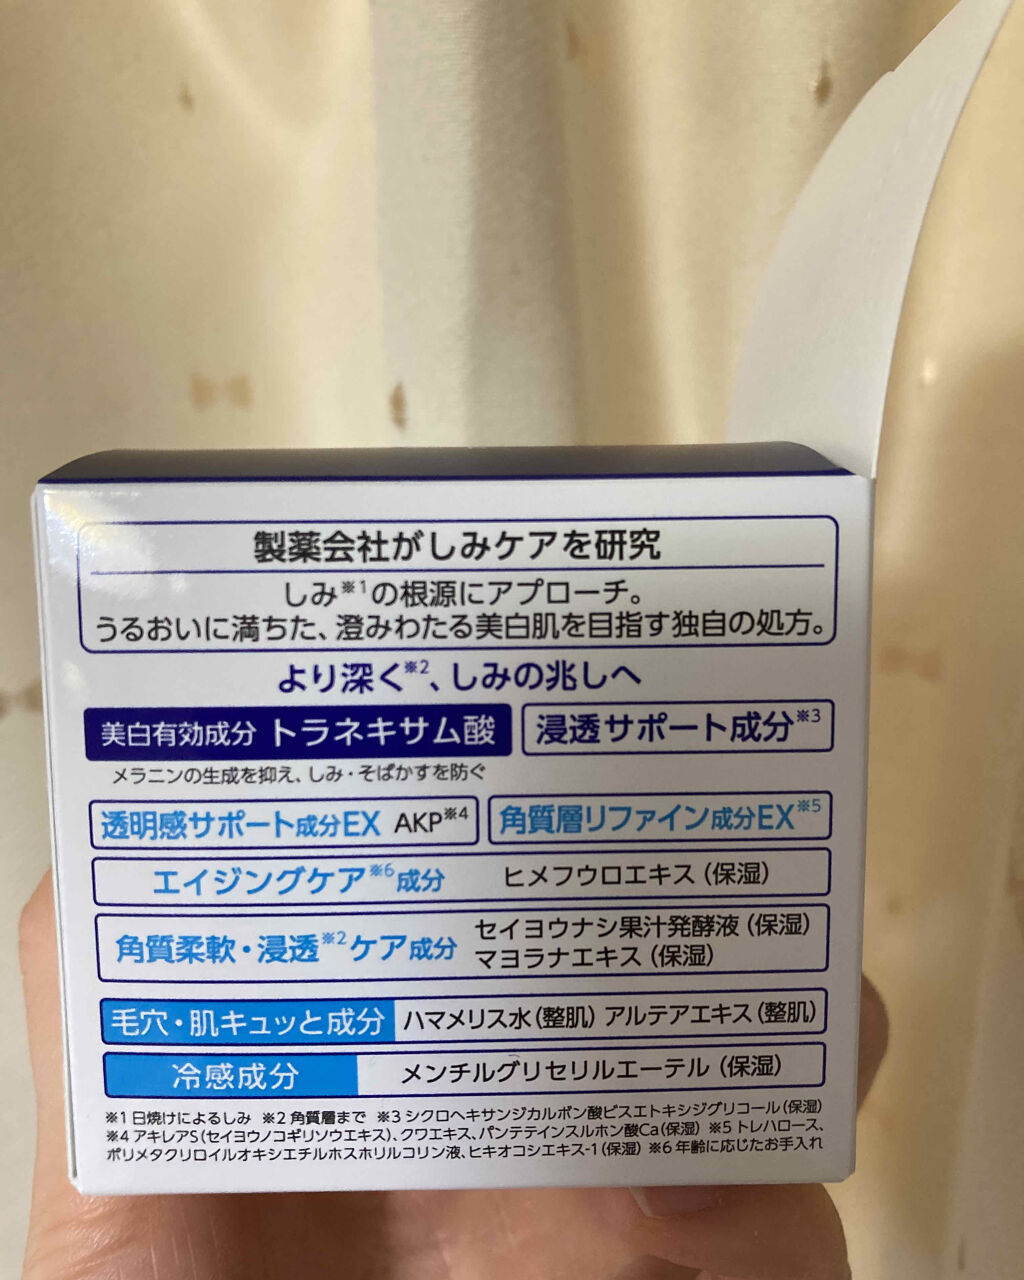 製薬会社がしみケアを研究
しみ※1の根源にアプローチ。
うるおいに満ちた、澄みわたる美白肌を目指す独自の処方。
より深く※2、しみの兆しへ
美白有効成分 トラネキサム酸 浸透サポート成分※3
メラニンの生成を抑え、しみ・そばかすを防ぐ
透明感サポート成分EX AKP※4 角質層リファイン成分EX※5
エイジングケア※6成分 ヒメフウロエキス（保湿）
角質柔軟・浸透※2ケア成分 セイヨウナシ果汁発酵液（保湿）
マヨラナエキス（保湿）
毛穴・肌キュッと成分 ハマメリス水（整肌） アルテアエキス（整肌）
冷感成分 メンチルグリセリルエーテル（保湿）
※1 日焼けによるしみ ※2 角質層まで ※3 シクロヘキサンジカルボン酸ビスエトキシジグリコール（保湿）
※4 アキレアS（セイヨウノコギリソウエキス）、クワエキス、パンテテインスルホン酸Ca（保湿） ※5 トレハロース、
ポリメタクリロイルオキシエチルホスホリルコリン液、ヒキオコシエキス-1（保湿） ※6 年齢に応じたお手入れ